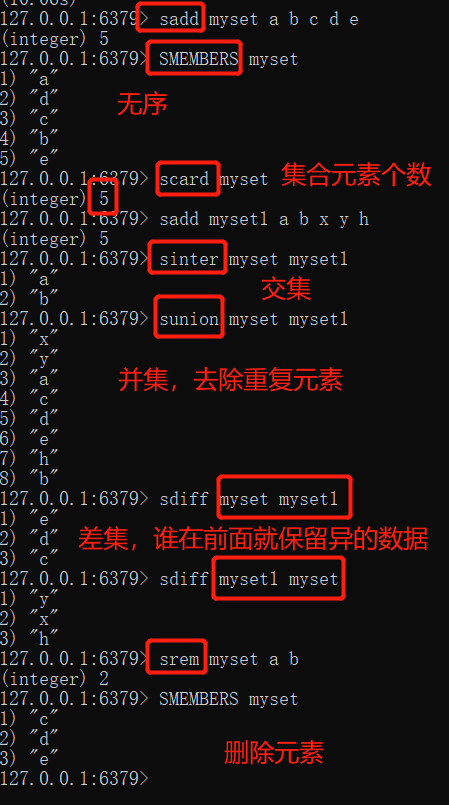 127.0.0.1:6379> sadd myset a b c d e
(integer) 5
127.0.0.1:6379> SMEMBERS myset
1) "a"
2) "d"
无序
3) "c"
4) "b"
5) "e"
127.0.0.1:6379> scard myset 集合元素个数
(integer) 5
127.0.0.1:6379> sadd myset1 a b x y h
(integer) 5
127.0.0.1:6379> sinter myset myset1
1) "a"
交集
2) "b"
127.0.0.1:6379> sunion myset myset1
1) "x"
2) "y"
3) "a"
并集，去除重复元素
4) "c"
5) "d"
6) "e"
7) "h"
8) "b"
127.0.0.1:6379> sdiff myset myset1
1) "e"
2) "d"
差集，谁在前面就保留异的数据
3) "c"
127.0.0.1:6379> sdiff myset1 myset
1) "y"
2) "x"
3) "h"
127.0.0.1:6379> srem myset a b
(integer) 2
127.0.0.1:6379> SMEMBERS myset
1) "c"
2) "d"
删除元素
3) "e"
127.0.0.1:6379>